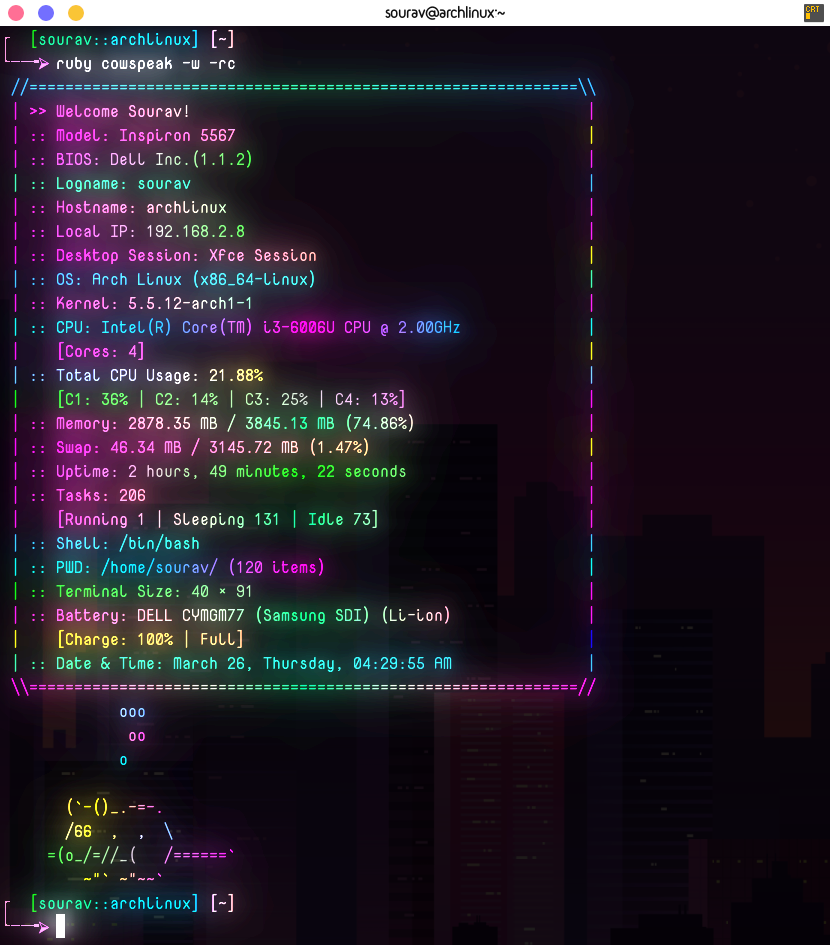 sourav@archlinux:~
CRT
[sourav::archlinux] [~]
ruby cowspeak -w -rc
//=============================================================\\
| >> Welcome Sourav! |
| :: Model: Inspiron 5567 |
| :: BIOS: Dell Inc.(1.1.2) |
| :: Logname: sourav |
| :: Hostname: archlinux |
| :: Local IP: 192.168.2.8 |
| :: Desktop Session: Xfce Session |
| :: OS: Arch Linux (x86_64-linux) |
| :: Kernel: 5.5.12-arch1-1 |
| :: CPU: Intel(R) Core(TM) i3-6006U CPU @ 2.00GHz |
| [Cores: 4] |
| :: Total CPU Usage: 21.88% |
| [C1: 36% | C2: 14% | C3: 25% | C4: 13%] |
| :: Memory: 2878.35 MB / 3845.13 MB (74.86%) |
| :: Swap: 46.34 MB / 3145.72 MB (1.47%) |
| :: Uptime: 2 hours, 49 minutes, 22 seconds |
| :: Tasks: 206 |
| [Running 1 | Sleeping 131 | Idle 73] |
| :: Shell: /bin/bash |
| :: PWD: /home/sourav/ (120 items) |
| :: Terminal Size: 40 × 91 |
| :: Battery: DELL CYMGM77 (Samsung SDI) (Li-ion) |
| [Charge: 100% | Full] |
| :: Date & Time: March 26, Thursday, 04:29:55 AM |
\\=============================================================//
ooo
oo
o
(`-()_.-=-.
/66  ,  ,  \
=(o_/=//_(   /======`
~"` ~"~~`
[sourav::archlinux] [~]